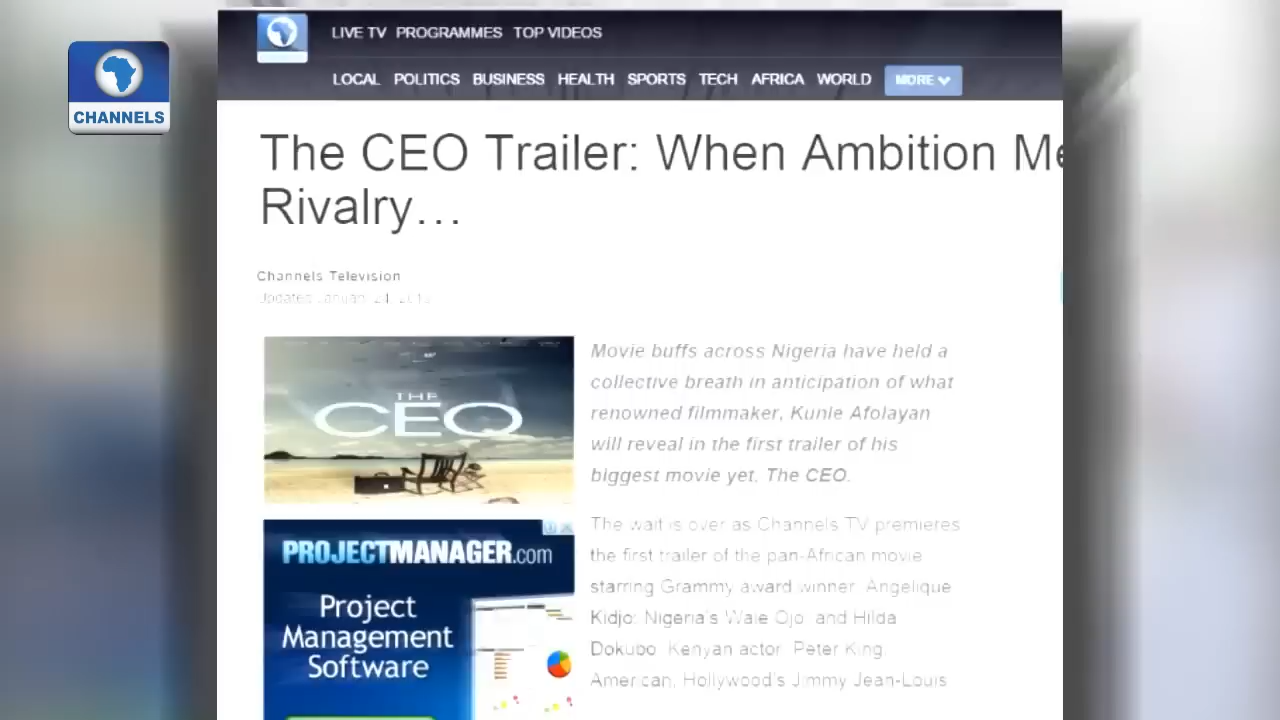 LIVE TV PROGRAMMES TOP VIDEOS
CHANNELS
LOCAL POLITICS BUSINESS HEALTH SPORTS TECH AFRICA WORLD MORE
The CEO Trailer: When Ambition Me
Rivalry…
Channels Television
Updated January 24,
THE
CEO
Movie buffs across Nigeria have held a
collective breath in anticipation of what
renowned filmmaker, Kunle Afolayan
will reveal in the first trailer of his
biggest movie yet, The CEO.
The wait is over as Channels TV premieres
the first trailer of the pan-African movie
starring Grammy award winner, Angelique
Kidjo; Nigeria's Wale Ojo, and Hilda
Dokubo, Kenyan actor, Peter King,
American, Hollywood's Jimmy Jean-Louis
PROJECTMANAGER.com
Project
Management
Software